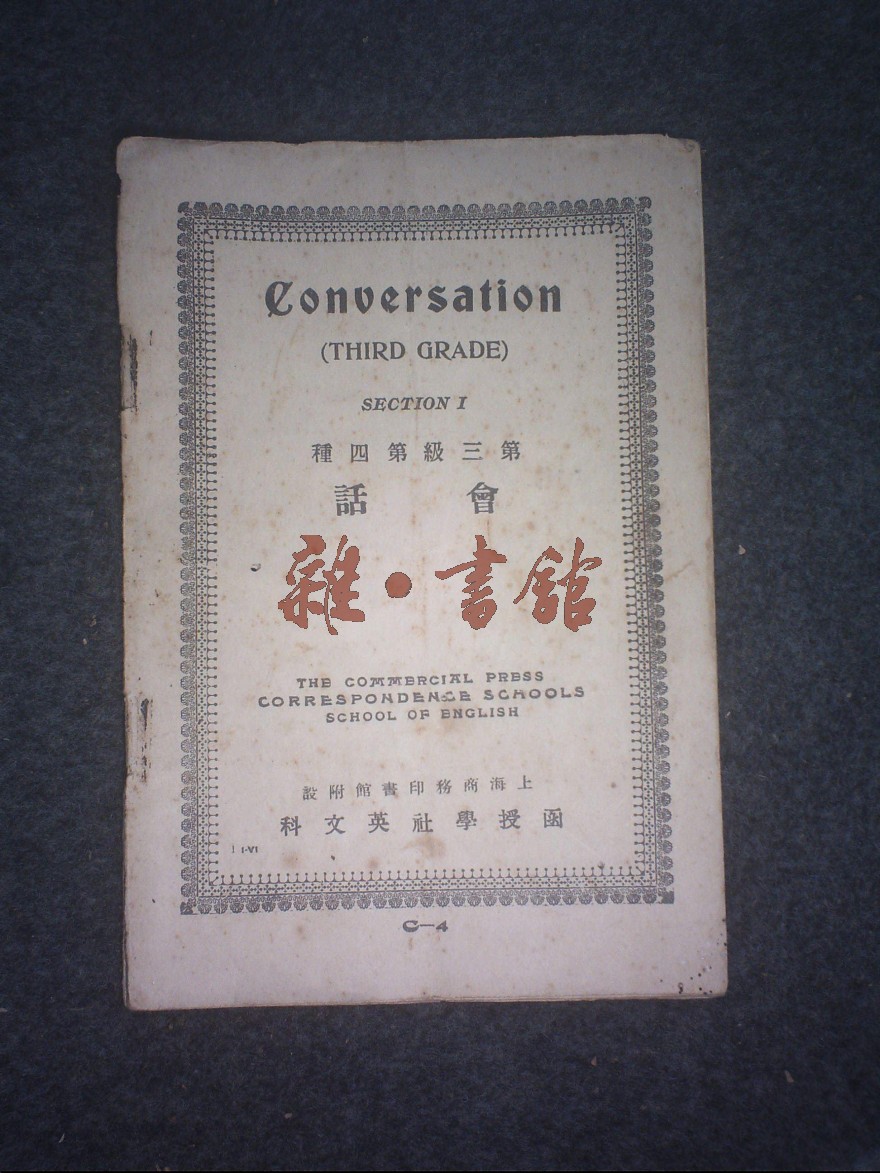 Conversation
(THIRD GRADE)
SECTION I
第三級第四種
會話
雜●書館
THE COMMERCIAL PRESS
CORRESPONDENCE SCHOOLS
SCHOOL OF ENGLISH
上海商務印書館附設
函授學社英文科
I-VI
C—4